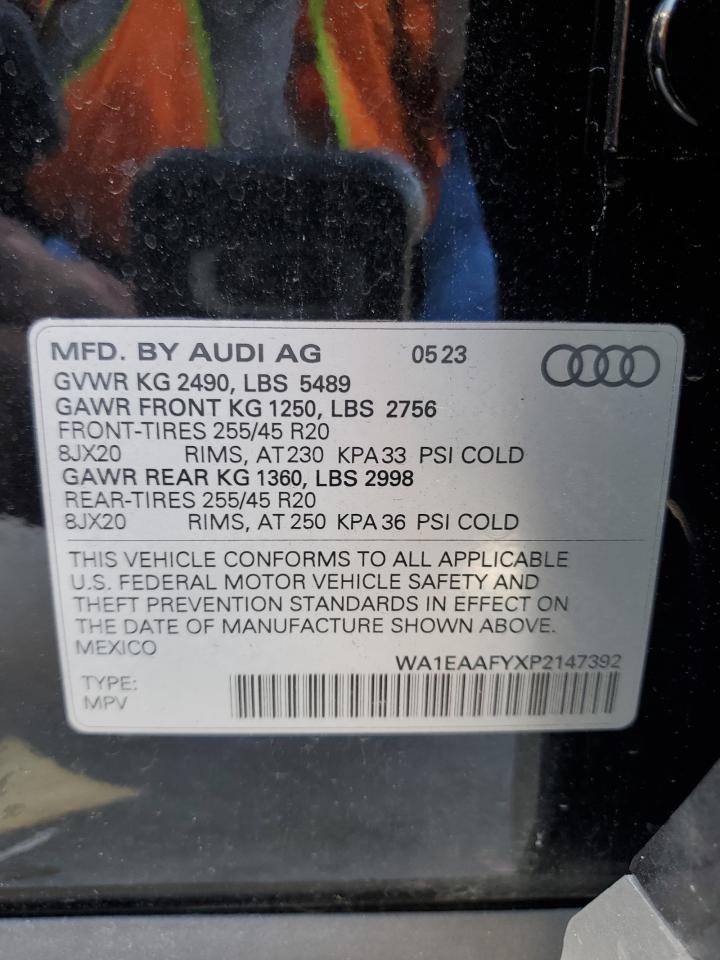 MFD. BY AUDI AG 05 23
GVWR KG 2490, LBS 5489
GAWR FRONT KG 1250, LBS 2756
FRONT-TIRES 255/45 R20
8JX20 RIMS, AT 230 KPA 33 PSI COLD
GAWR REAR KG 1360, LBS 2998
REAR-TIRES 255/45 R20
8JX20 RIMS, AT 250 KPA 36 PSI COLD
THIS VEHICLE CONFORMS TO ALL APPLICABLE
U.S. FEDERAL MOTOR VEHICLE SAFETY AND
THEFT PREVENTION STANDARDS IN EFFECT ON
THE DATE OF MANUFACTURE SHOWN ABOVE.
MEXICO
WA1EAAFYXP2147392
TYPE:
MPV